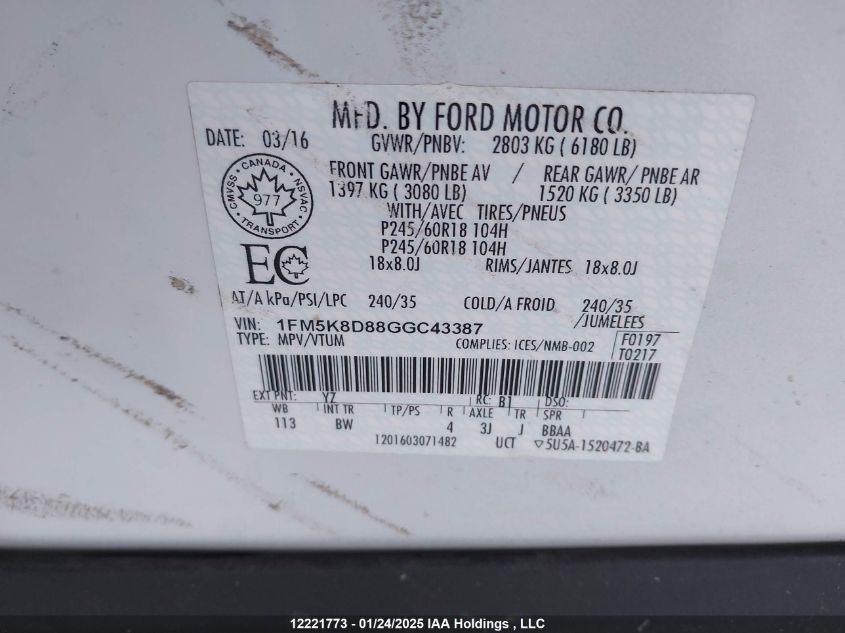 MFD. BY FORD MOTOR CO.
DATE: 03/16 GVWR/PNBV: 2803 KG ( 6180 LB)
FRONT GAWR/PNBE AV / REAR GAWR/ PNBE AR
1397 KG ( 3080 LB) 1520 KG ( 3350 LB)
WITH/AVEC TIRES/PNEUS
P245/60R18 104H
P245/60R18 104H
18x8.0J RIMS/JANTES 18x8.0J
CANADA
CMVSS NSVAC
977
TRANSPORT
EC
AT/A kPa/PSI/LPC 240/35 COLD/A FROID 240/35
/JUMELEES
VIN: 1FM5K8D88GGC43387
TYPE: MPV/VTUM COMPLIES: ICES/NMB-002 F0197
T0217
EXT PNT: YZ RC: B1 DSO:
WB INT TR TP/PS R AXLE TR SPR
113 BW 4 3J J BBAA
1201603071482 UCT ▽5U5A-1520472-BA
12221773 - 01/24/2025 IAA Holdings , LLC